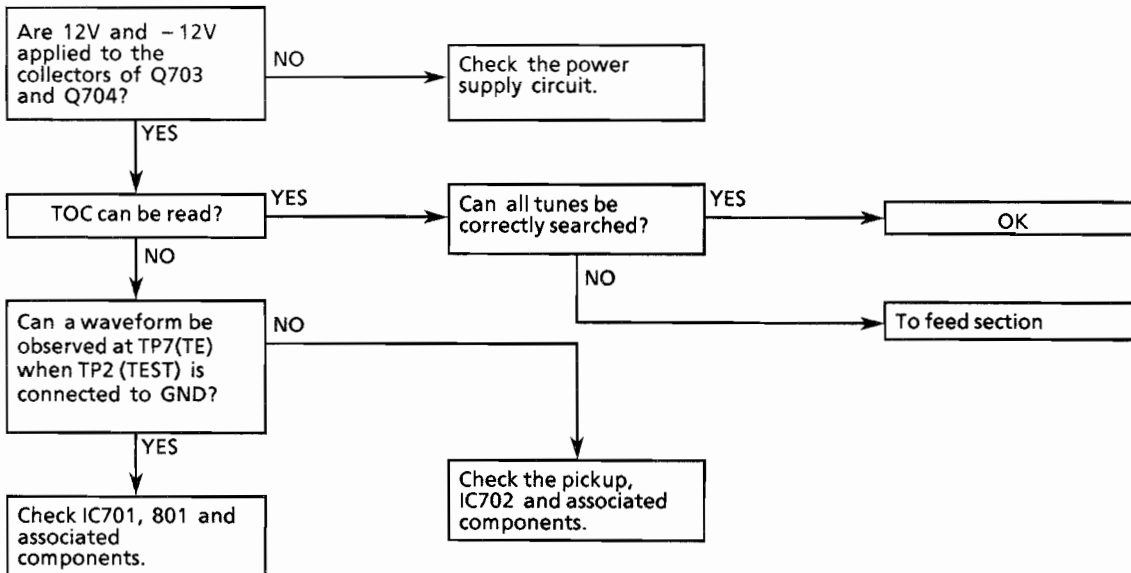 Are 12V and – 12V
applied to the
collectors of Q703
and Q704?
NO
Check the power
supply circuit.
YES
TOC can be read?
YES
Can all tunes be
correctly searched?
YES
OK
NO
NO
To feed section
Can a waveform be
observed at TP7(TE)
when TP2 (TEST) is
connected to GND?
NO
YES
Check the pickup,
IC702 and associated
components.
Check IC701, 801 and
associated
components.